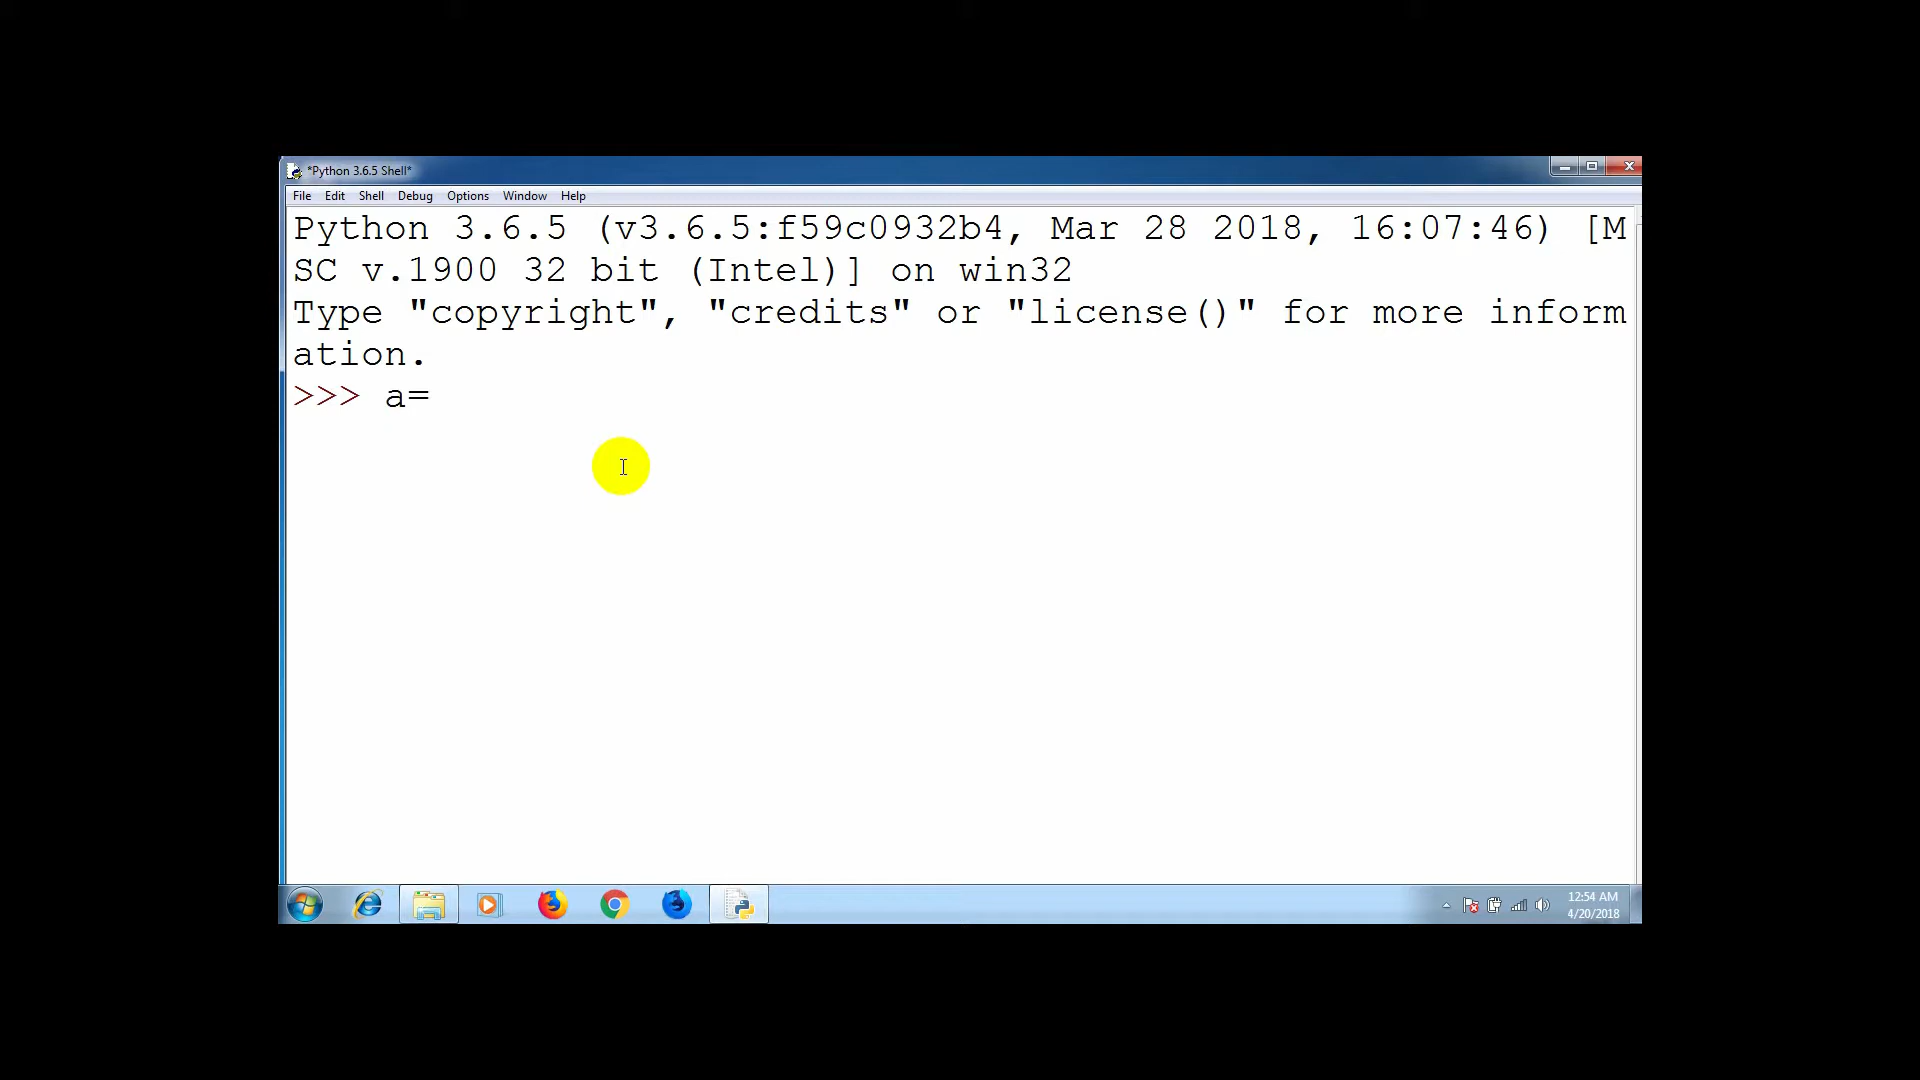 *Python 3.6.5 Shell*
File Edit Shell Debug Options Window Help
Python 3.6.5 (v3.6.5:f59c0932b4, Mar 28 2018, 16:07:46) [M
SC v.1900 32 bit (Intel)] on win32
Type "copyright", "credits" or "license()" for more inform
ation.
>>> a=
12:54 AM
4/20/2018